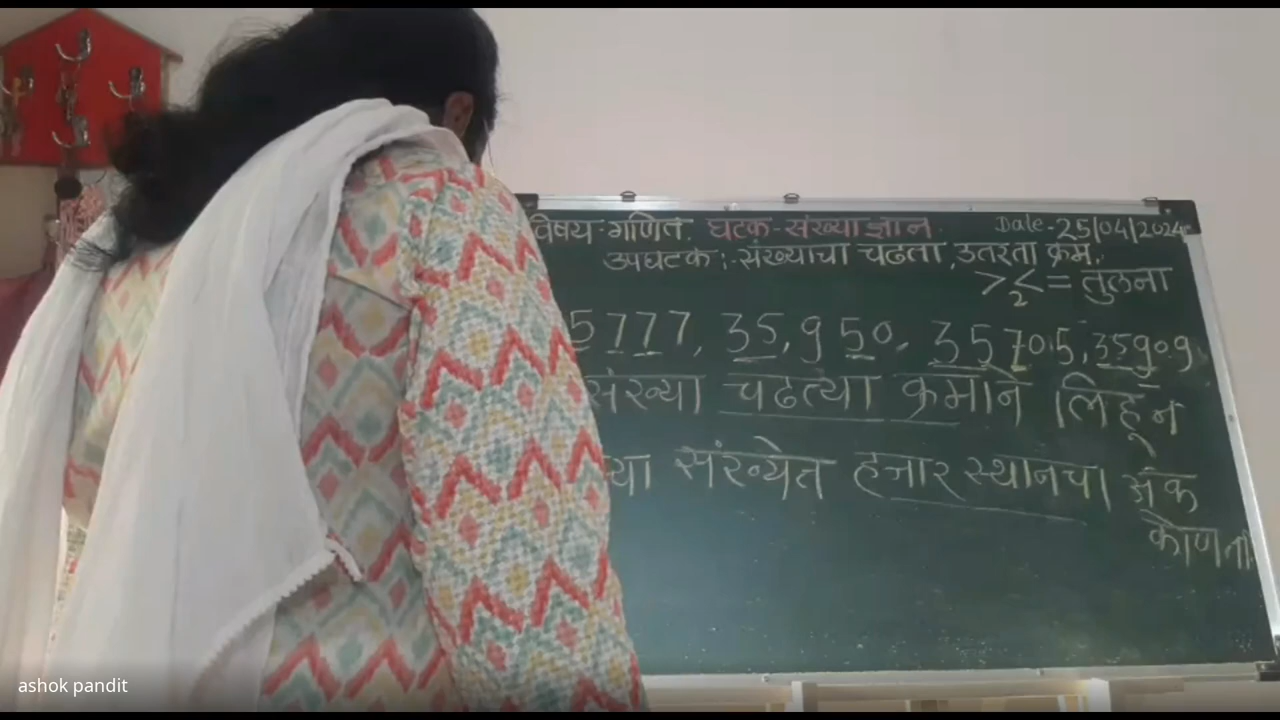 विषय-गणित. घटक-संख्याज्ञान. Date-25/04/2024
उपघटक:-संख्याचा चढता, उतरता क्रम,
> < = तुलना
2
5777, 35,950, 35705, 35909,
संख्या चढत्या क्रमाने लिहून
संख्येत हजार स्थानचा अंक
कोणता
ashok pandit